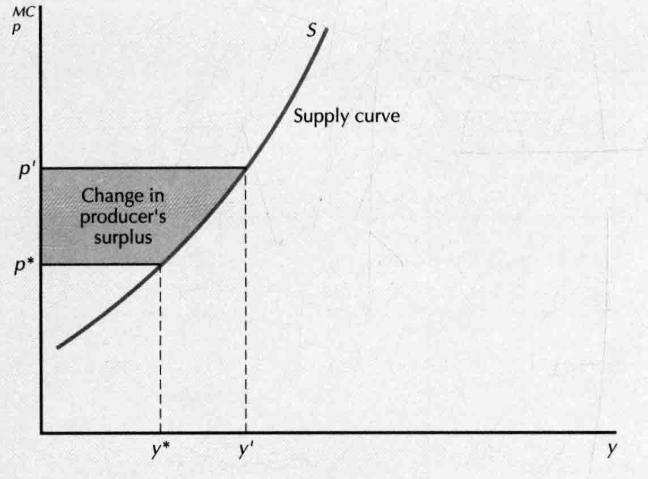 MC
p
S
Supply curve
p'
Change in
producer's
surplus
p*
y*
y'
y